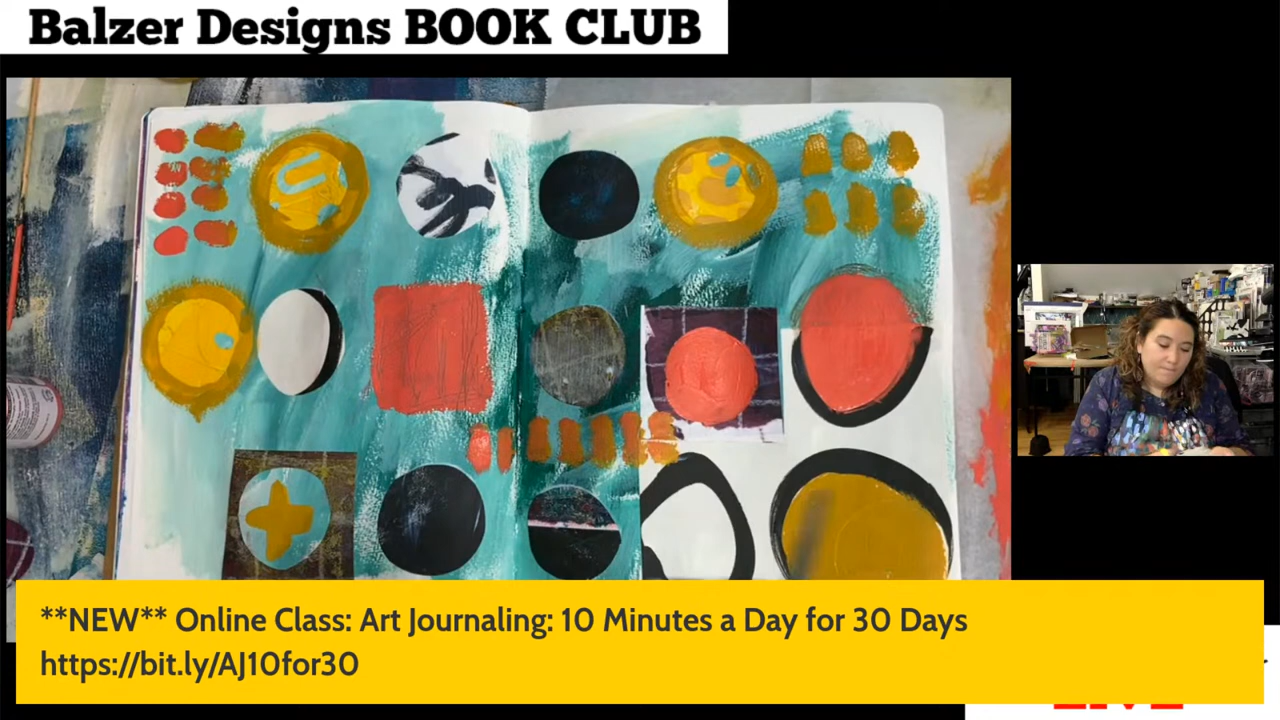 Balzer Designs BOOK CLUB
**NEW** Online Class: Art Journaling: 10 Minutes a Day for 30 Days
https://bit.ly/AJ10for30